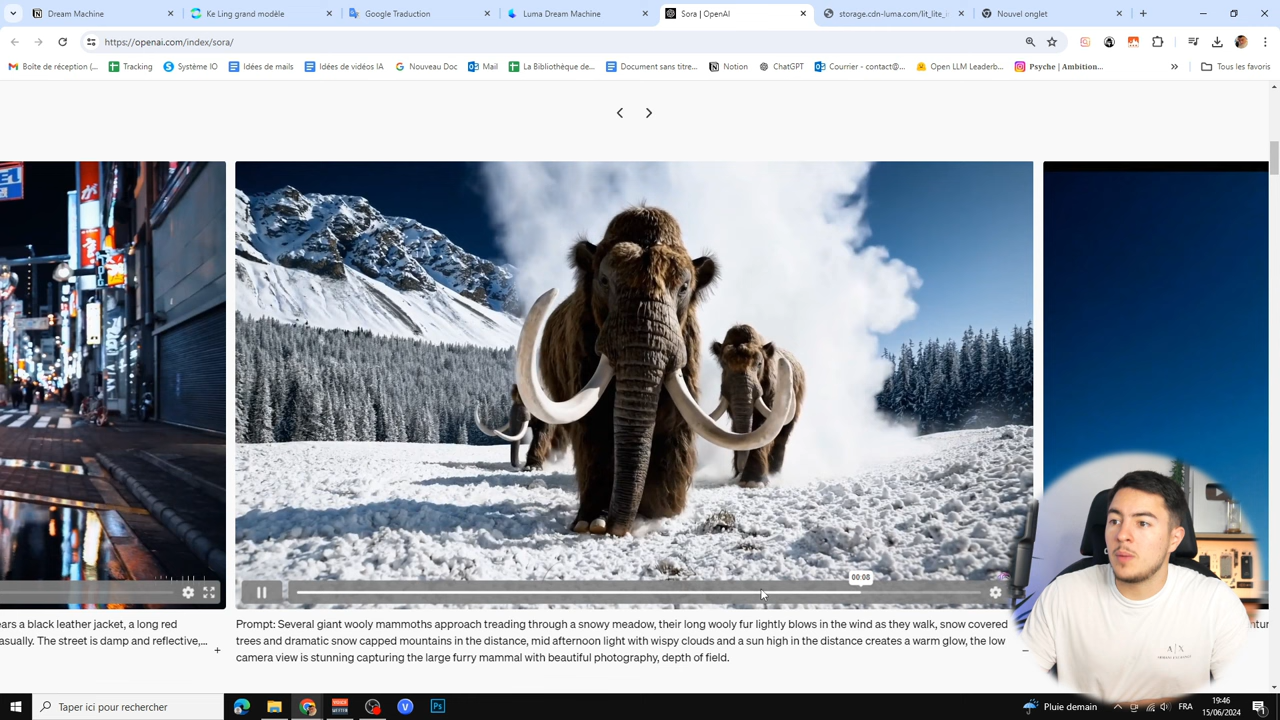 Dream Machine
Ke Ling grand modèle
Google Traduction
Luma Dream Machine
Sora | OpenAI
storage.cdn-luma.com/lit_lite_
Nouvel onglet
https://openai.com/index/sora/
Boîte de réception (...
Tracking
Système IO
Idées de mails
Idées de vidéos IA
Nouveau Doc
Mail
La Bibliothèque de...
Document sans titre...
Notion
ChatGPT
Courrier - contact@...
Open LLM Leaderb...
Psyche | Ambition...
Tous les favoris
が
00:08
ears a black leather jacket, a long red
asually. The street is damp and reflective,...
Prompt: Several giant wooly mammoths approach treading through a snowy meadow, their long wooly fur lightly blows in the wind as they walk, snow covered
trees and dramatic snow capped mountains in the distance, mid afternoon light with wispy clouds and a sun high in the distance creates a warm glow, the low
camera view is stunning capturing the large furry mammal with beautiful photography, depth of field.
A|X
ARMANI EXCHANGE
Taper ici pour rechercher
Ps
Pluie demain
FRA
19:46
15/06/2024